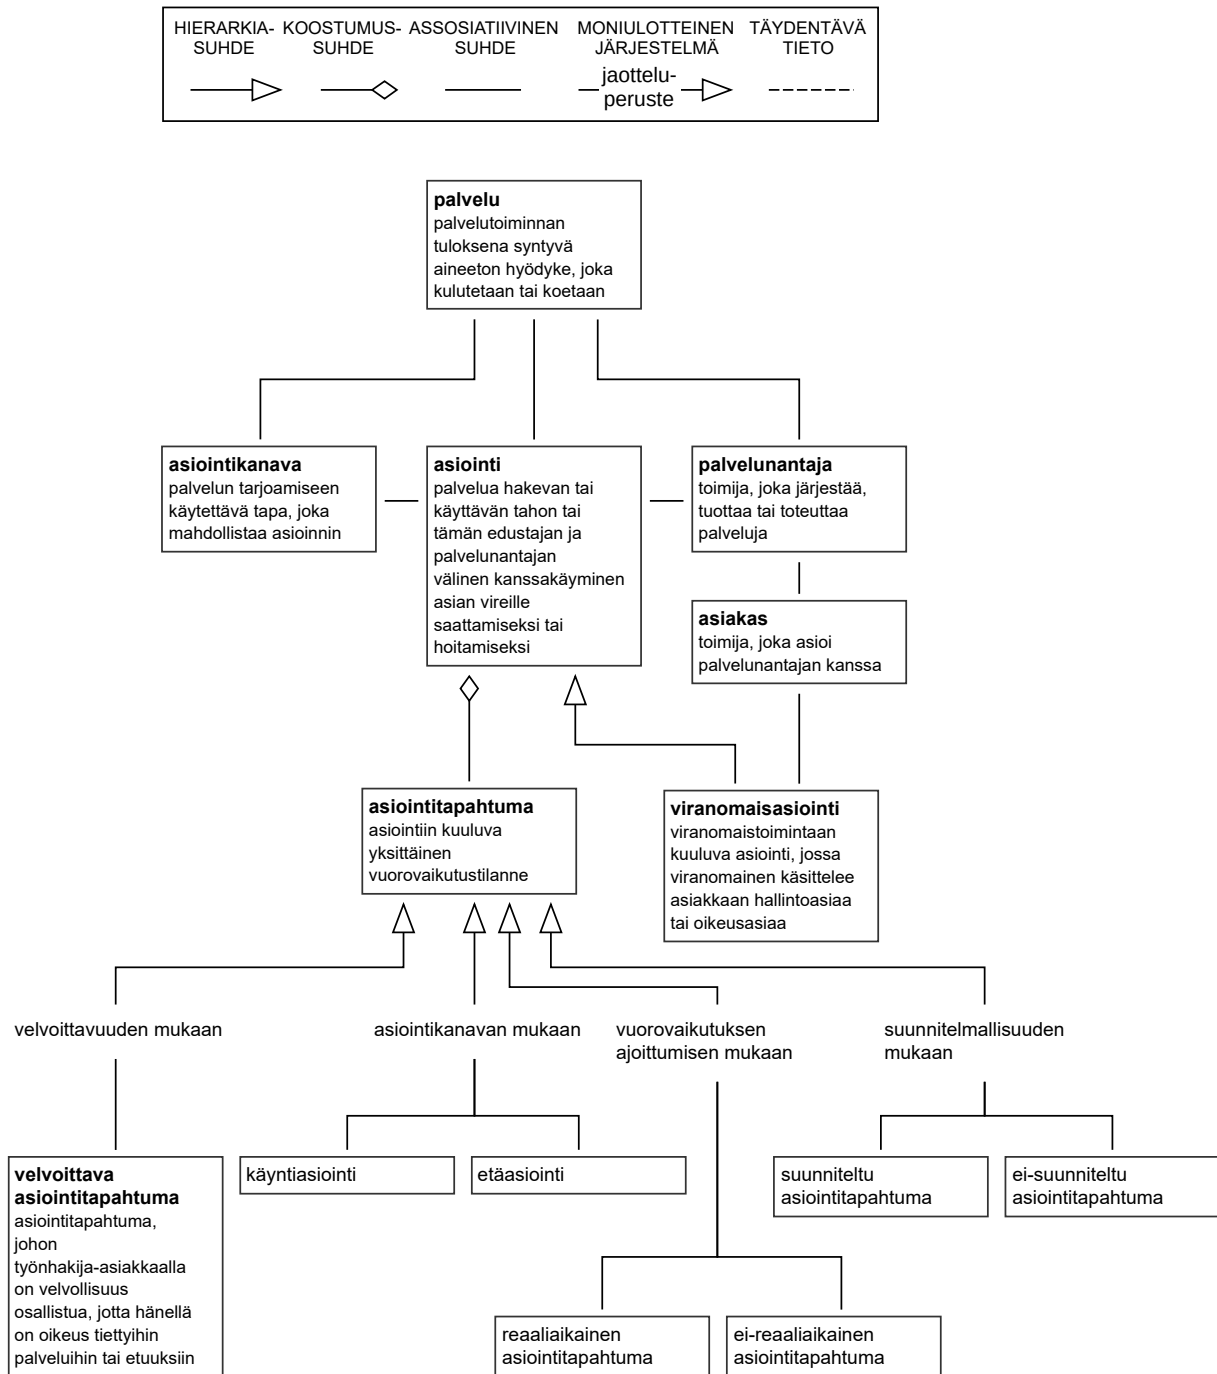 HIERARKIA-
SUHDE
KOOSTUMUS-
SUHDE
ASSOSIATIIVINEN
SUHDE
MONIULOTTEINEN
JÄRJESTELMÄ
jaottelu-
peruste
TÄYDENTÄVÄ
TIETO
palvelu
palvelutoiminnan
tuloksena syntyvä
aineeton hyödyke, joka
kulutetaan tai koetaan
asiointikanava
palvelun tarjoamiseen
käytettävä tapa, joka
mahdollistaa asioinnin
asiointi
palvelua hakevan tai
käyttävän tahon tai
tämän edustajan ja
palvelunantajan
välinen kanssakäyminen
asian vireille
saattamiseksi tai
hoitamiseksi
palvelunantaja
toimija, joka järjestää,
tuottaa tai toteuttaa
palveluja
asiakas
toimija, joka asioi
palvelunantajan kanssa
asiointitapahtuma
asiointiin kuuluva
yksittäinen
vuorovaikutustilanne
viranomaisasiointi
viranomaistoimintaan
kuuluva asiointi, jossa
viranomainen käsittelee
asiakkaan hallintoasiaa
tai oikeusasiaa
velvoittavuuden mukaan
asiointikanavan mukaan
vuorovaikutuksen
ajoittumisen mukaan
suunnitelmallisuuden
mukaan
velvoittava
asiointitapahtuma
asiointitapahtuma,
johon
työnhakija-asiakkaalla
on velvollisuus
osallistua, jotta hänellä
on oikeus tiettyihin
palveluihin tai etuuksiin
käyntiasiointi
etäasiointi
suunniteltu
asiointitapahtuma
ei-suunniteltu
asiointitapahtuma
reaaliaikainen
asiointitapahtuma
ei-reaaliaikainen
asiointitapahtuma